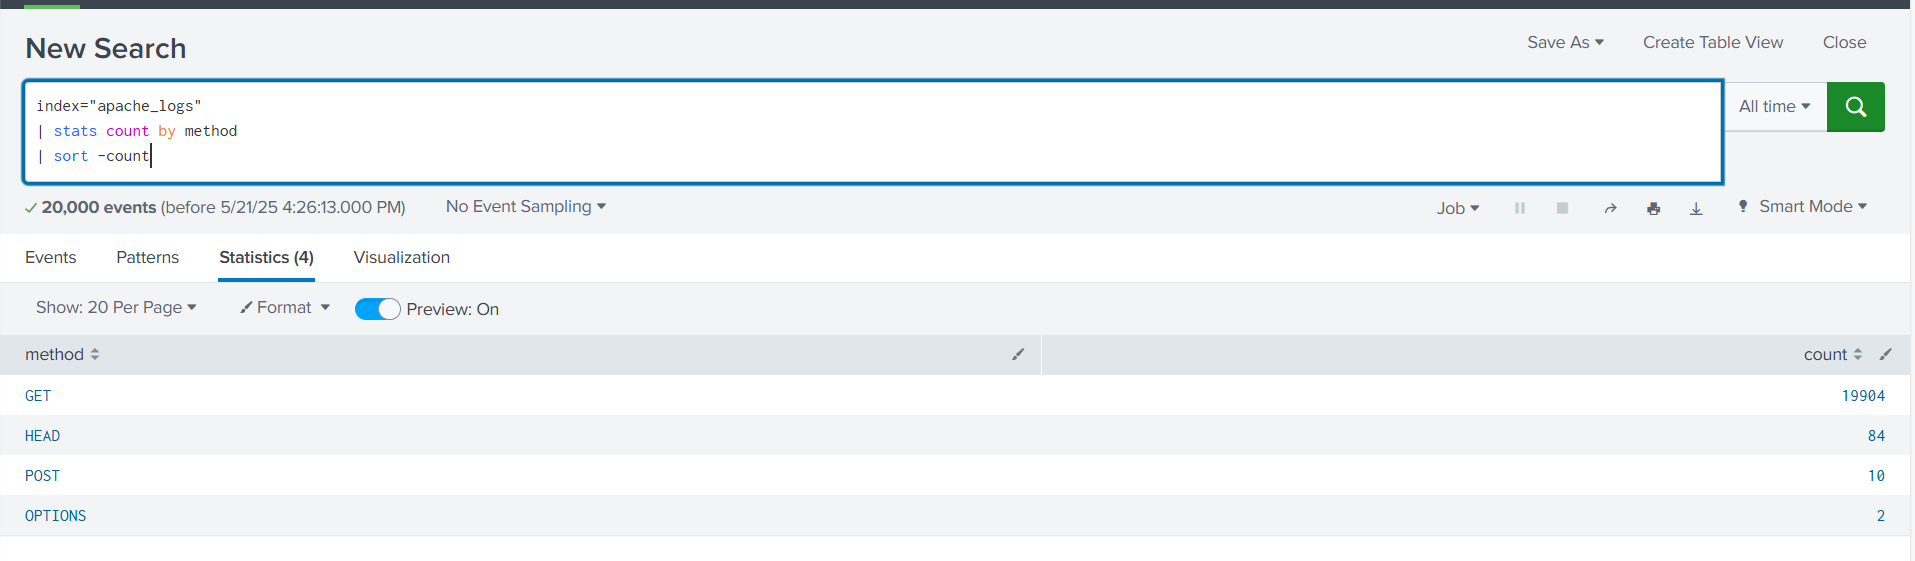 New Search
Save As Create Table View Close
index="apache_logs"
| stats count by method
| sort -count
All time
20,000 events (before 5/21/25 4:26:13.000 PM) No Event Sampling
Job Smart Mode
Events Patterns Statistics (4) Visualization
Show: 20 Per Page Format Preview: On
method count
GET 19904
HEAD 84
POST 10
OPTIONS 2